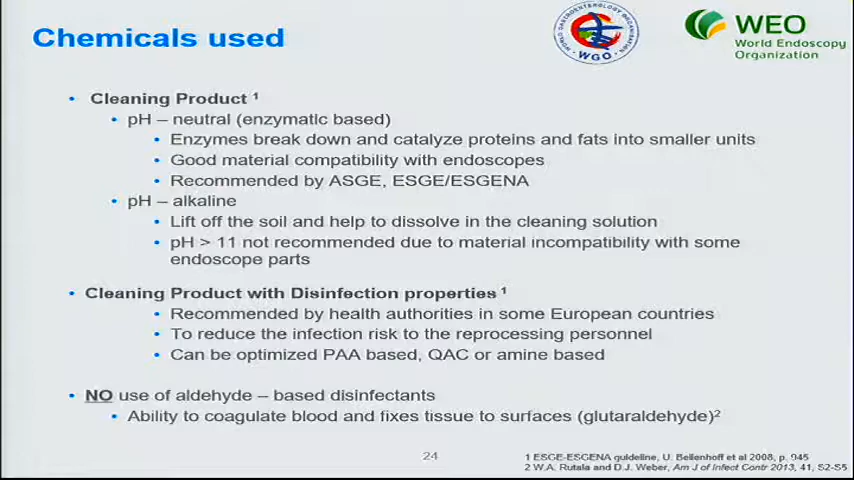 Chemicals used
WORLD GASTROENTEROLOGY ORGANISATION
WGO
WEO
World Endoscopy
Organization
• Cleaning Product 1
• pH – neutral (enzymatic based)
• Enzymes break down and catalyze proteins and fats into smaller units
• Good material compatibility with endoscopes
• Recommended by ASGE, ESGE/ESGENA
• pH – alkaline
• Lift off the soil and help to dissolve in the cleaning solution
• pH > 11 not recommended due to material incompatibility with some
endoscope parts
• Cleaning Product with Disinfection properties 1
• Recommended by health authorities in some European countries
• To reduce the infection risk to the reprocessing personnel
• Can be optimized PAA based, QAC or amine based
• NO use of aldehyde – based disinfectants
• Ability to coagulate blood and fixes tissue to surfaces (glutaraldehyde)2
24
1 ESGE-ESGENA guideline, U. Beilenhoff et al 2008, p. 945
2 W.A. Rutala and D.J. Weber, Am J of Infect Contr 2013, 41, S2-S5